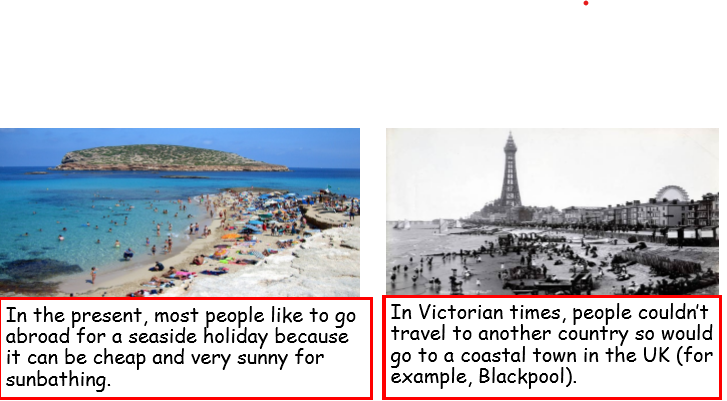 In the present, most people like to go
abroad for a seaside holiday because
it can be cheap and very sunny for
sunbathing.
In Victorian times, people couldn't
travel to another country so would
go to a coastal town in the UK (for
example, Blackpool).